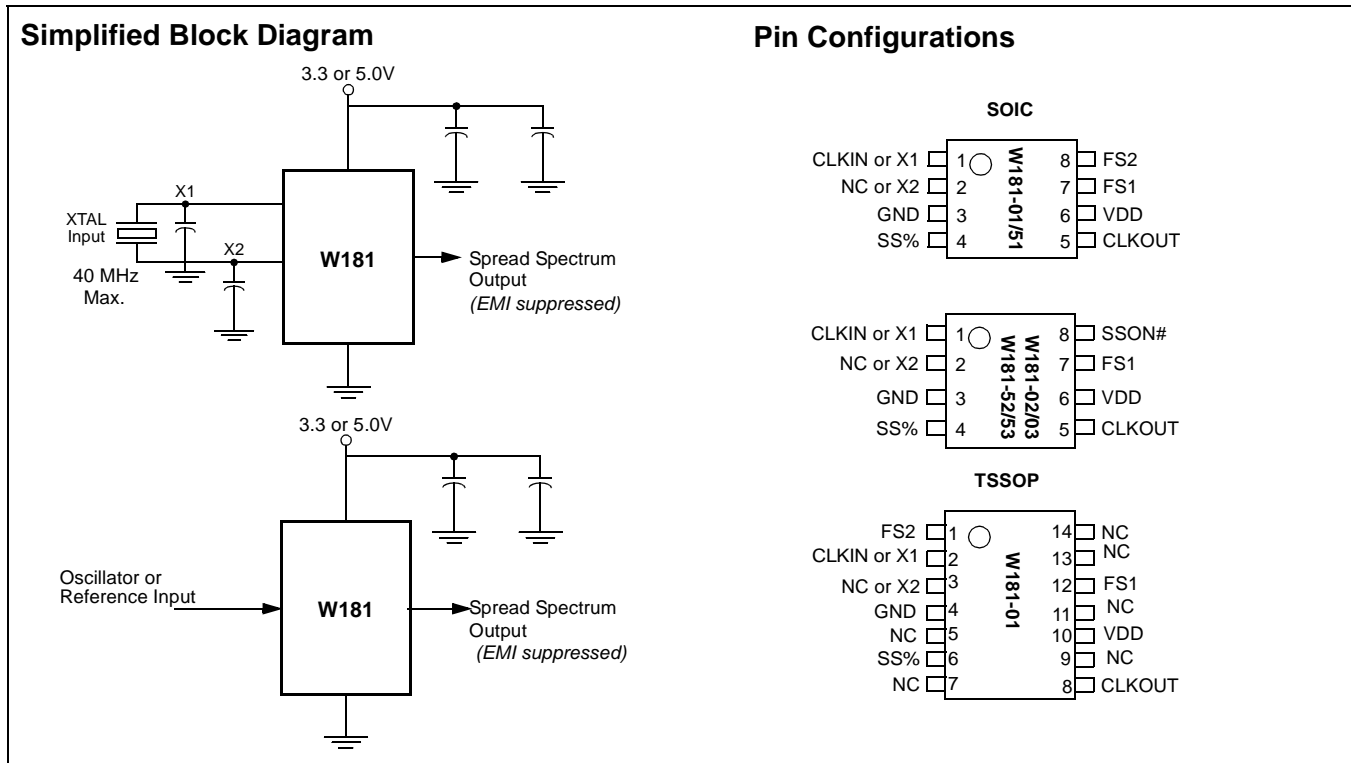 Simplified Block Diagram
3.3 or 5.0V
X1
XTAL
Input
X2
40 MHz
Max.
W181
Spread Spectrum
Output
(EMI suppressed)
3.3 or 5.0V
Oscillator or
Reference Input
W181
Spread Spectrum
Output
(EMI suppressed)
Pin Configurations
SOIC
CLKIN or X1 1 8 FS2
NC or X2 2 7 FS1
GND 3 6 VDD
SS% 4 5 CLKOUT
W181-01/51
CLKIN or X1 1 8 SSON#
NC or X2 2 7 FS1
GND 3 6 VDD
SS% 4 5 CLKOUT
W181-02/03
W181-52/53
TSSOP
FS2 1 14 NC
CLKIN or X1 2 13 NC
NC or X2 3 12 FS1
GND 4 11 NC
NC 5 10 VDD
SS% 6 9 NC
NC 7 8 CLKOUT
W181-01